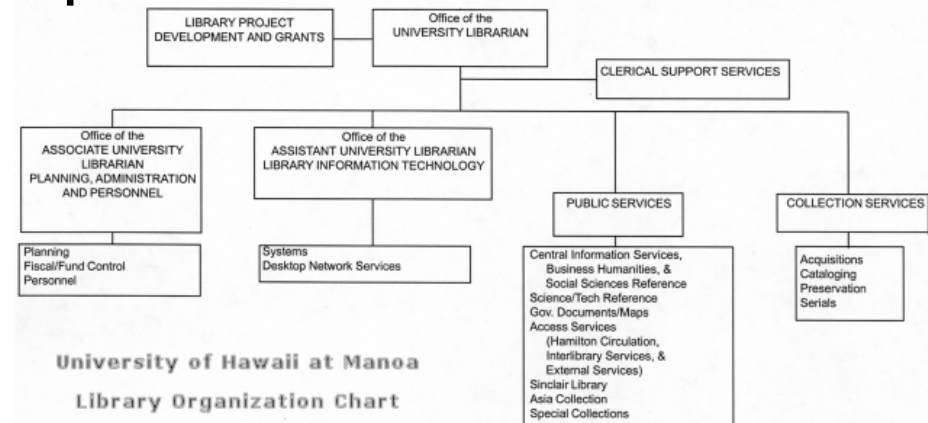 LIBRARY PROJECT
DEVELOPMENT AND GRANTS
Office of the
UNIVERSITY LIBRARIAN
CLERICAL SUPPORT SERVICES
Office of the
ASSOCIATE UNIVERSITY
LIBRARIAN
PLANNING, ADMINISTRATION
AND PERSONNEL
Office of the
ASSISTANT UNIVERSITY LIBRARIAN
LIBRARY INFORMATION TECHNOLOGY
PUBLIC SERVICES
COLLECTION SERVICES
Planning
Fiscal/Fund Control
Personnel
Systems
Desktop Network Services
Central Information Services,
Business Humanities, &
Social Sciences Reference
Science/Tech Reference
Gov. Documents/Maps
Access Services
(Hamilton Circulation,
Interlibrary Services, &
External Services)
Sinclair Library
Asia Collection
Special Collections
Acquisitions
Cataloging
Preservation
Serials
University of Hawaii at Manoa
Library Organization Chart